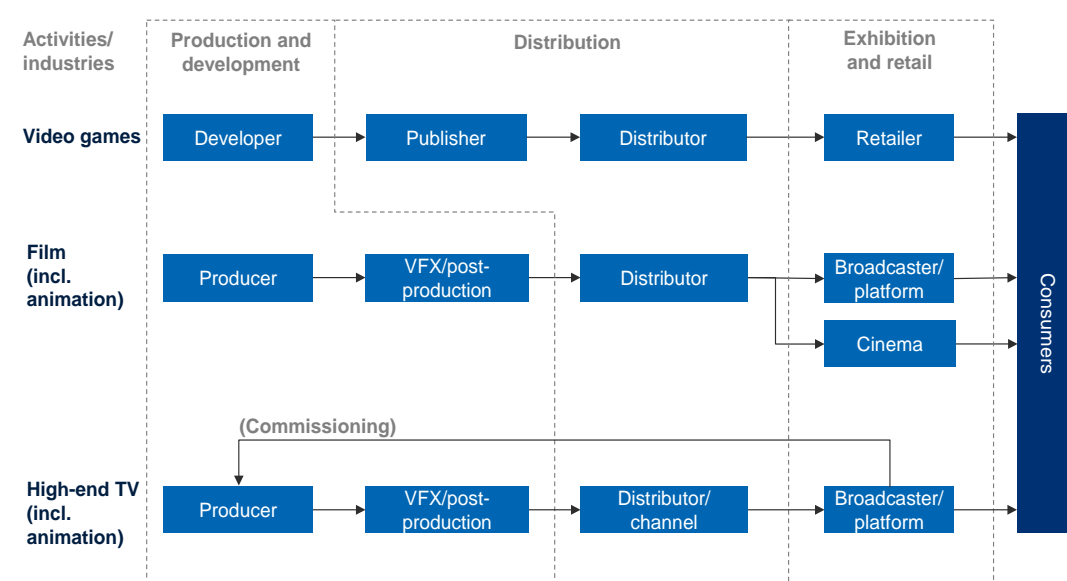 Activities/
industries
Production and
development
Distribution
Exhibition
and retail
Video games
Developer
Publisher
Distributor
Retailer
Film
(incl.
animation)
Producer
VFX/post-
production
Distributor
Broadcaster/
platform
Cinema
Consumers
(Commissioning)
High-end TV
(incl.
animation)
Producer
VFX/post-
production
Distributor/
channel
Broadcaster/
platform